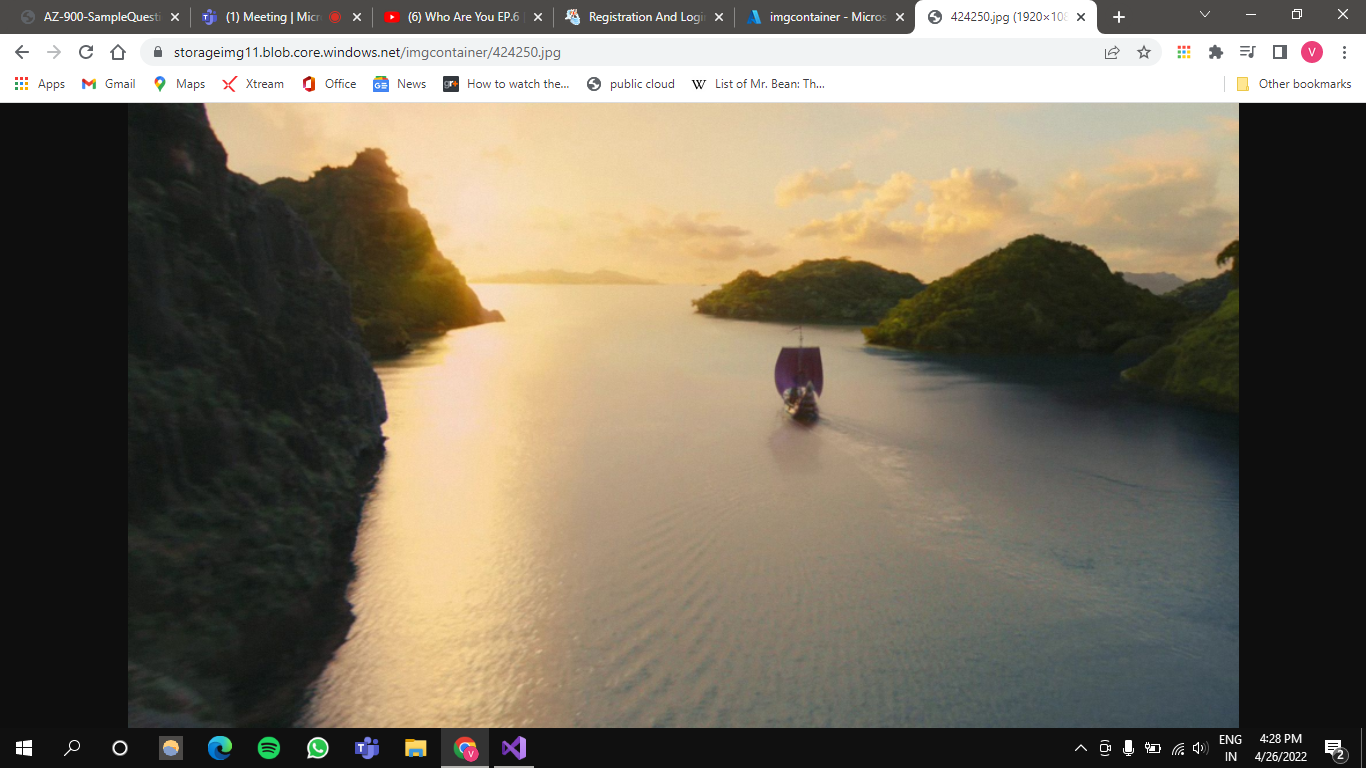 AZ-900-SampleQuesti
(1) Meeting | Micr
(6) Who Are You EP.6 |
Registration And Logi
imgcontainer - Micros
424250.jpg (1920×108
storageimg11.blob.core.windows.net/imgcontainer/424250.jpg
V
Apps
Gmail
Maps
Xtream
Office
News
How to watch the...
public cloud
List of Mr. Bean: Th...
Other bookmarks
ENG
IN
4:28 PM
4/26/2022
2